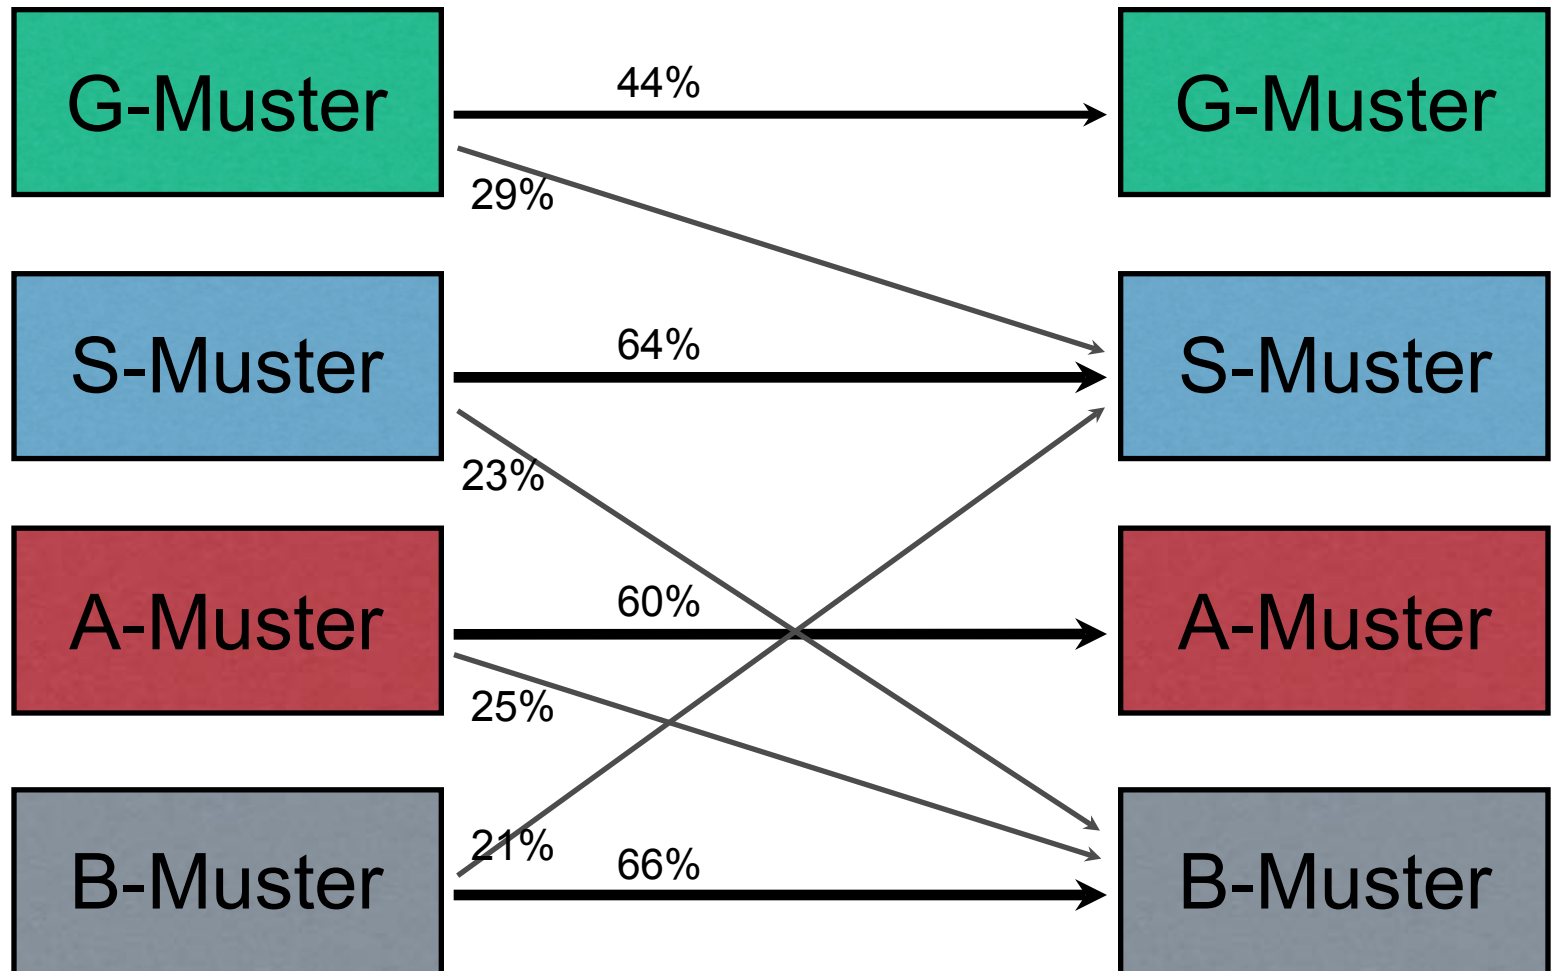 G-Muster
44%
G-Muster
29%
S-Muster
64%
S-Muster
23%
A-Muster
60%
A-Muster
25%
B-Muster
21%
66%
B-Muster